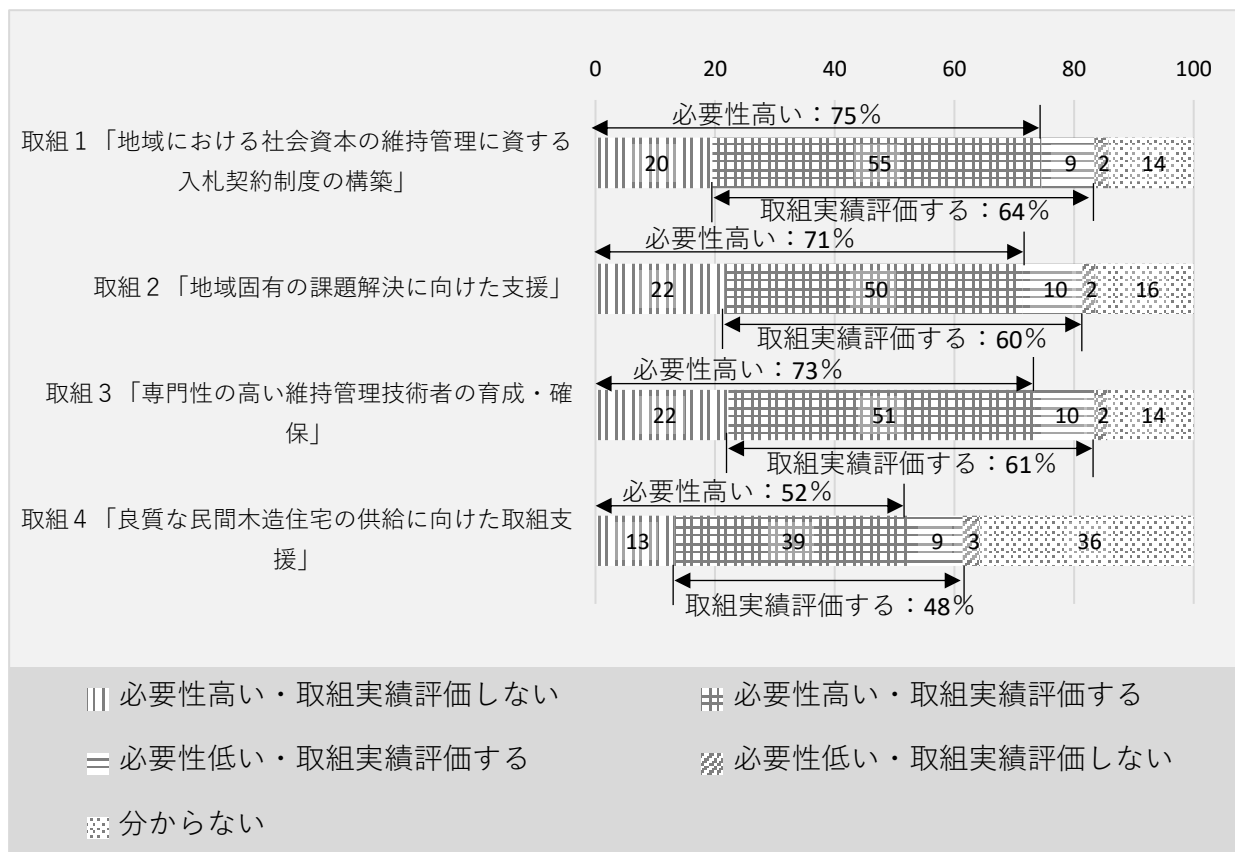 0 20 40 60 80 100
必要性高い：75％
取組１「地域における社会資本の維持管理に資する
入札契約制度の構築」
20 55 9 2 14
取組実績評価する：64％
必要性高い：71％
取組２「地域固有の課題解決に向けた支援」
22 50 10 2 16
取組実績評価する：60％
必要性高い：73％
取組３「専門性の高い維持管理技術者の育成・確
保」
22 51 10 2 14
取組実績評価する：61％
必要性高い：52％
取組４「良質な民間木造住宅の供給に向けた取組支
援」
13 39 9 3 36
取組実績評価する：48％
必要性高い・取組実績評価しない
必要性高い・取組実績評価する
必要性低い・取組実績評価する
必要性低い・取組実績評価しない
分からない